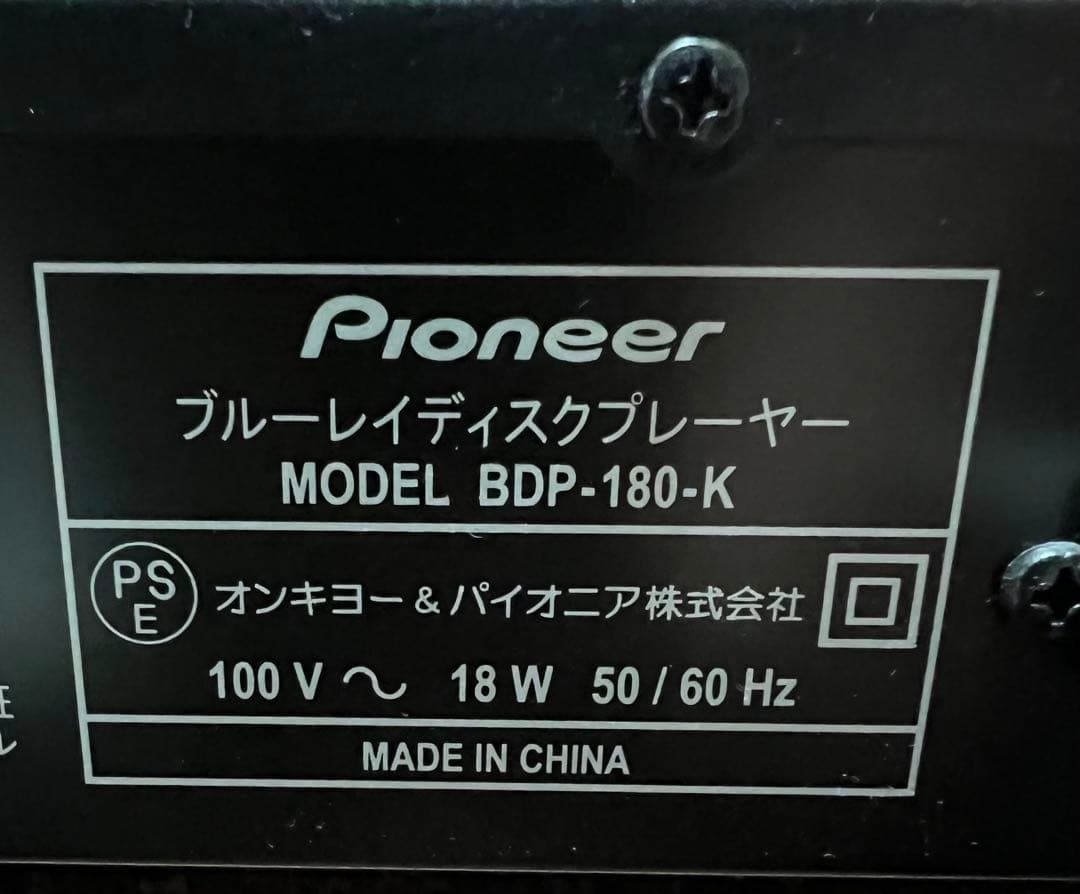 Pioneer
ブルーレイディスクプレーヤー
MODEL BDP-180-K
PS
E
オンキヨー&パイオニア株式会社
100 V 〜 18 W 50 / 60 Hz
MADE IN CHINA